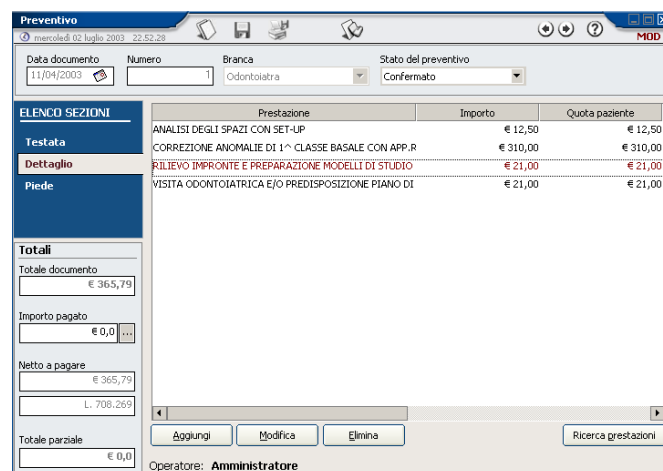 Preventivo
mercoledì 02 luglio 2003 22.52.28
MOD
Data documento Numero Branca Stato del preventivo
11/04/2003 1 Odontoiatra Confermato
ELENCO SEZIONI
Testata
Dettaglio
Piede
Prestazione Importo Quota paziente
ANALISI DEGLI SPAZI CON SET-UP € 12,50 € 12,50
CORREZIONE ANOMALIE DI 1^ CLASSE BASALE CON APP.R € 310,00 € 310,00
RILIEVO IMPRONTE E PREPARAZIONE MODELLI DI STUDIO € 21,00 € 21,00
VISITA ODONTOIATRICA E/O PREDISPOSIZIONE PIANO DI € 21,00 € 21,00
Totali
Totale documento
€ 365,79
Importo pagato
€ 0,0 ...
Netto a pagare
€ 365,79
L. 708.269
Totale parziale
€ 0,0
Aggiungi Modifica Elimina Ricerca prestazioni
Operatore: Amministratore